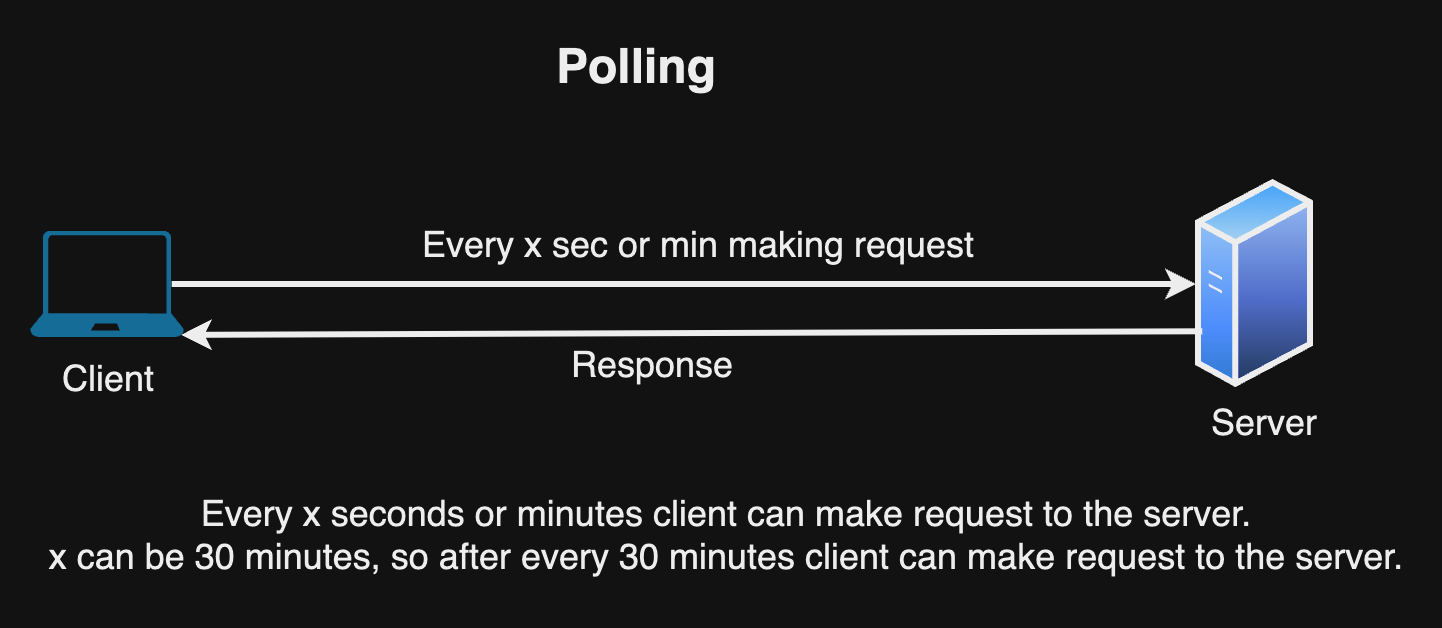 Polling
Every x sec or min making request
Response
Client
Server
Every x seconds or minutes client can make request to the server.
x can be 30 minutes, so after every 30 minutes client can make request to the server.